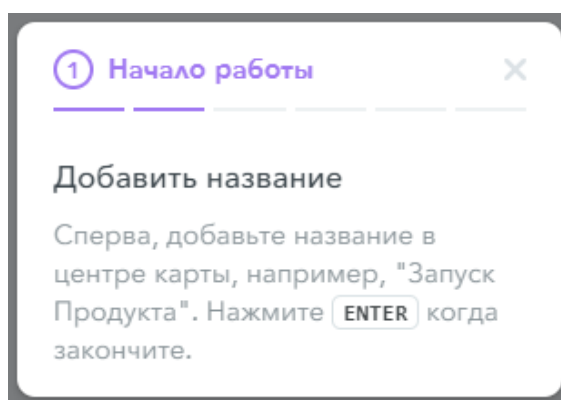 1 Начало работы
Добавить название
Сперва, добавьте название в
центре карты, например, "Запуск
Продукта". Нажмите ENTER когда
закончите.